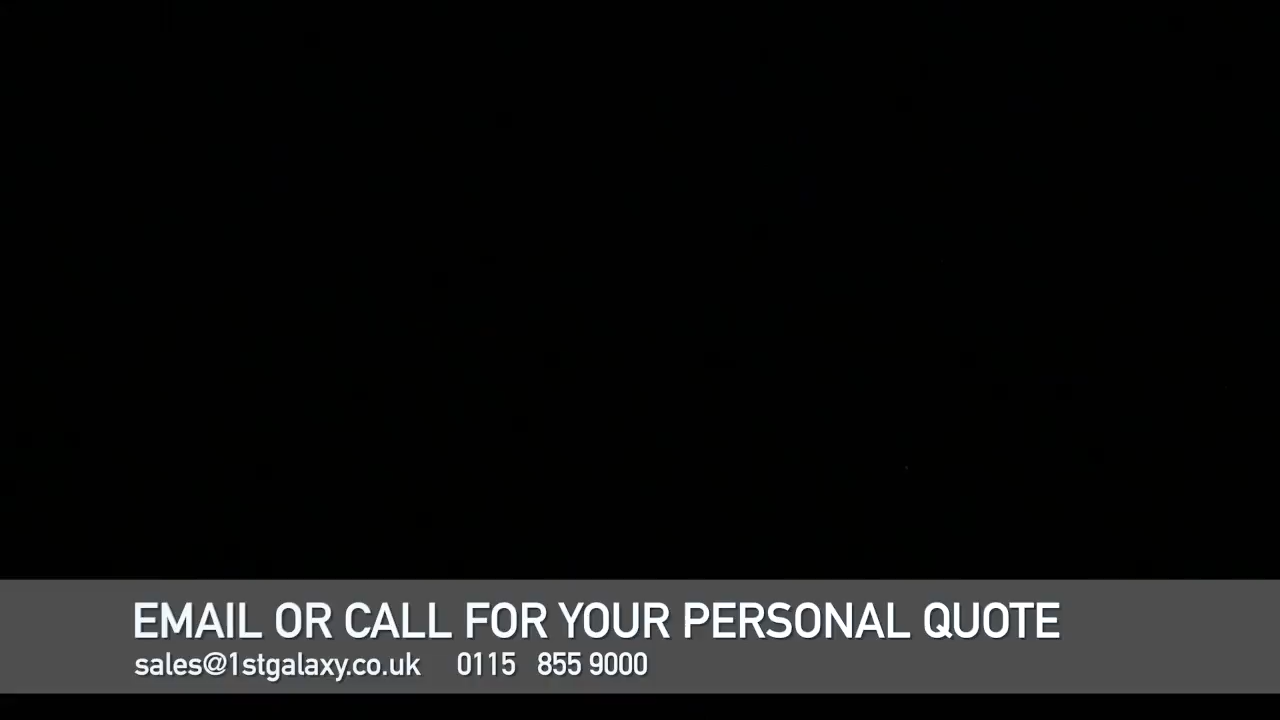 EMAIL OR CALL FOR YOUR PERSONAL QUOTE
sales@1stgalaxy.co.uk 0115 855 9000